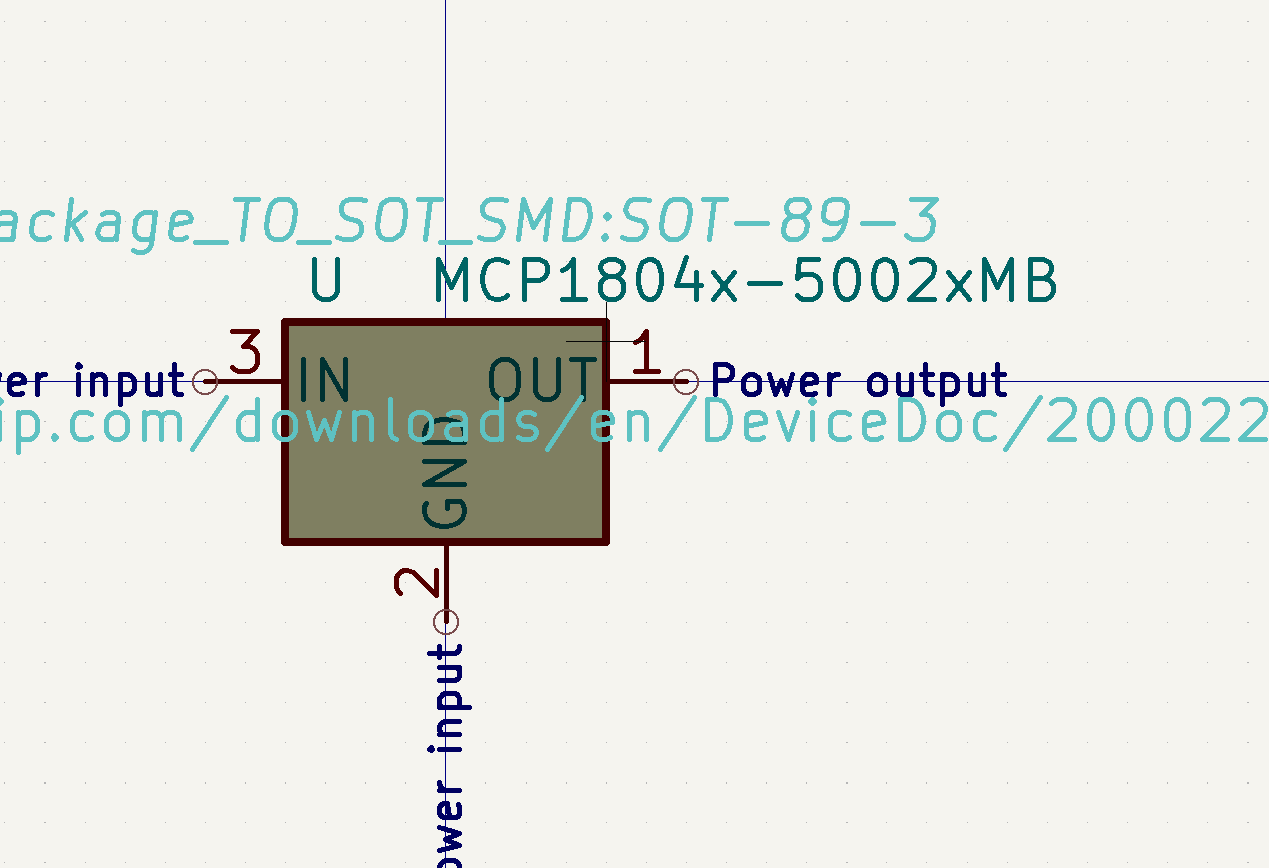 ackage_TO_SOT_SMD:SOT-89-3
U MCP1804x-5002xMB
3 1
er input IN OUT Power output
ip.com/downloads/en/DeviceDoc/200022
GND
2
ower input